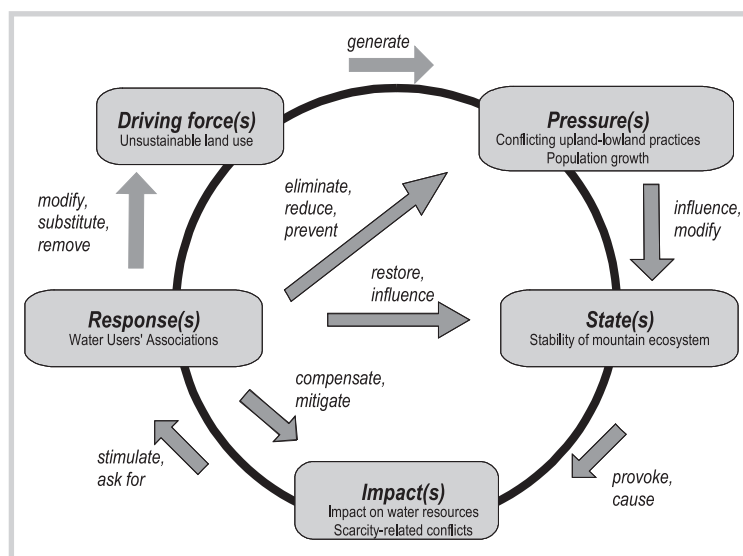 generate
Driving force(s)
Unsustainable land use
Pressure(s)
Conflicting upland-lowland practices
Population growth
modify,
substitute,
remove
eliminate,
reduce,
prevent
influence,
modify
restore,
influence
Response(s)
Water Users' Associations
State(s)
Stability of mountain ecosystem
compensate,
mitigate
stimulate,
ask for
Impact(s)
Impact on water resources
Scarcity-related conflicts
provoke,
cause